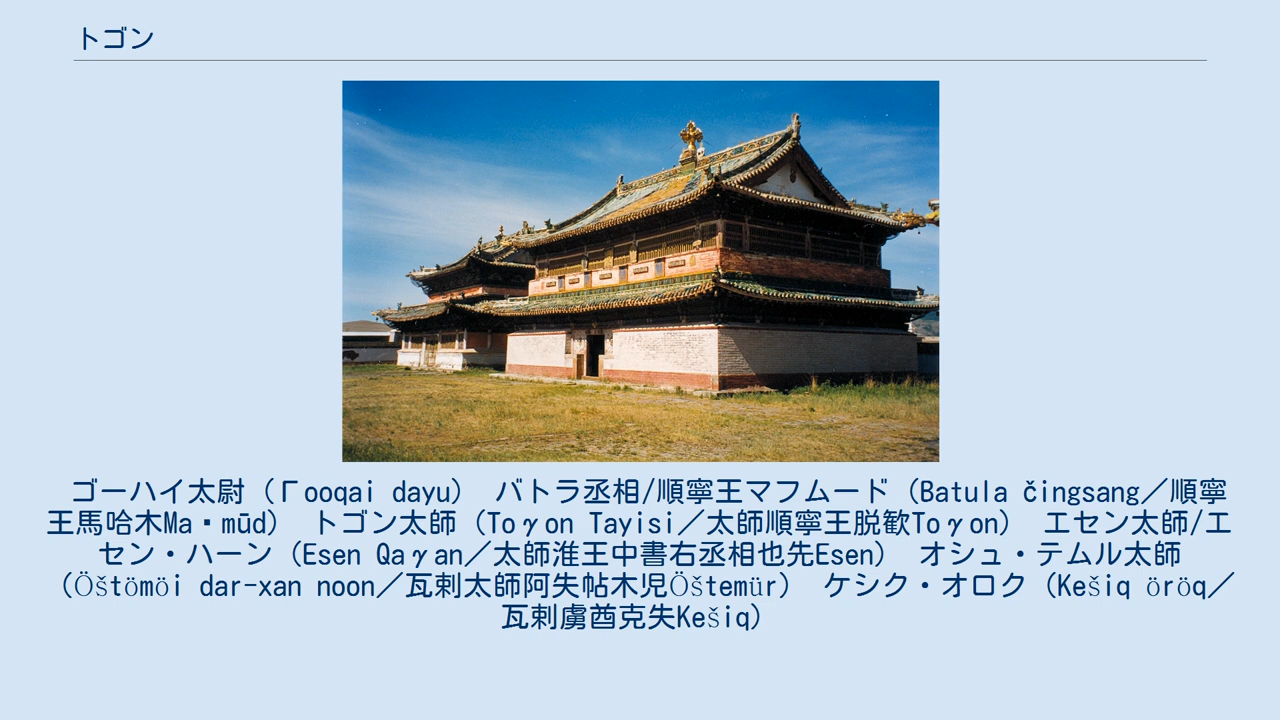 トゴン
ゴーハイ太尉（Γooqai dayu） バトラ丞相/順寧王マフムード（Batula čingsang／順寧
王馬哈木Ma▪mūd） トゴン太師（Toγon Tayisi／太師順寧王脱歓Toγon） エセン太師/エ
セン・ハーン（Esen Qaγan／太師淮王中書右丞相也先Esen） オシュ・テムル太師
（Öštömöi dar-xan noon／瓦剌太師阿失帖木児Öštemür） ケシク・オロク（Kešiq öröq／
瓦剌虜酋克失Kešiq）